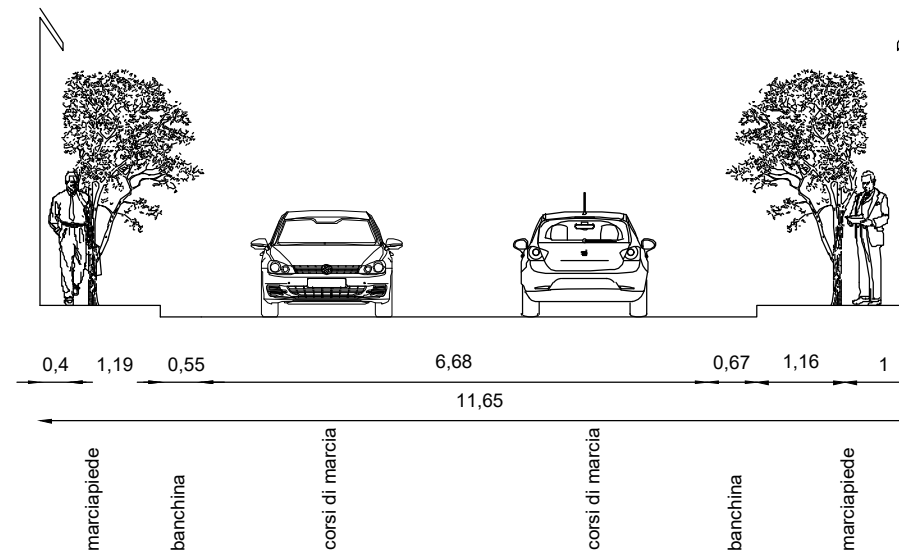 0,4 1,19 0,55 6,68 0,67 1,16 1
11,65
marciapiede
banchina
corsi di marcia
corsi di marcia
banchina
marciapiede